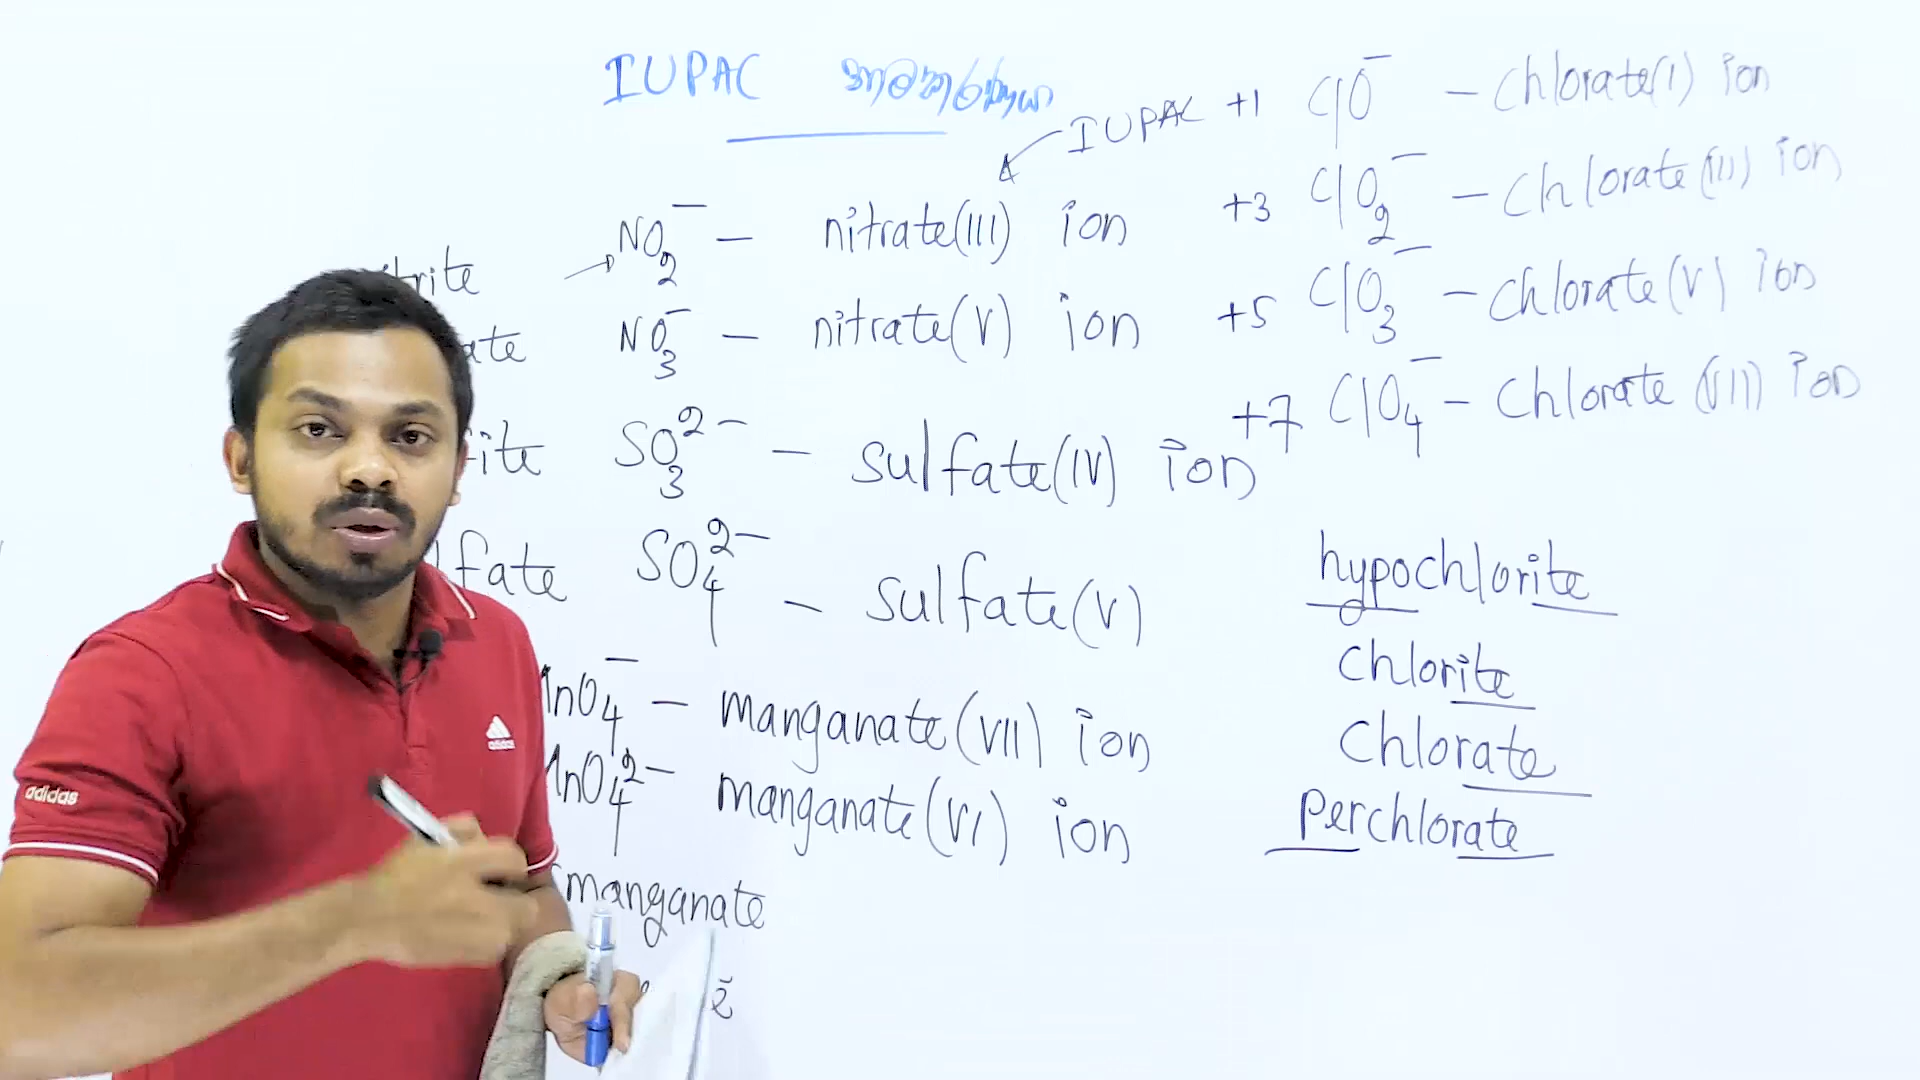 IUPAC නාමකරණය
IUPAC
NO₂⁻ – nitrate(III) ion
NO₃⁻ – nitrate(V) ion
SO₃²⁻ – sulfate(IV) ion
SO₄²⁻ – sulfate(V)
MnO₄⁻ – manganate(VII) ion
MnO₄²⁻ manganate(VI) ion
manganate
+1 ClO⁻ – chlorate(I) ion
+3 ClO₂⁻ – chlorate(III) ion
+5 ClO₃⁻ – chlorate(V) ion
+7 ClO₄⁻ – chlorate(VII) ion
hypochlorite
chlorite
chlorate
perchlorate
adidas
adidas